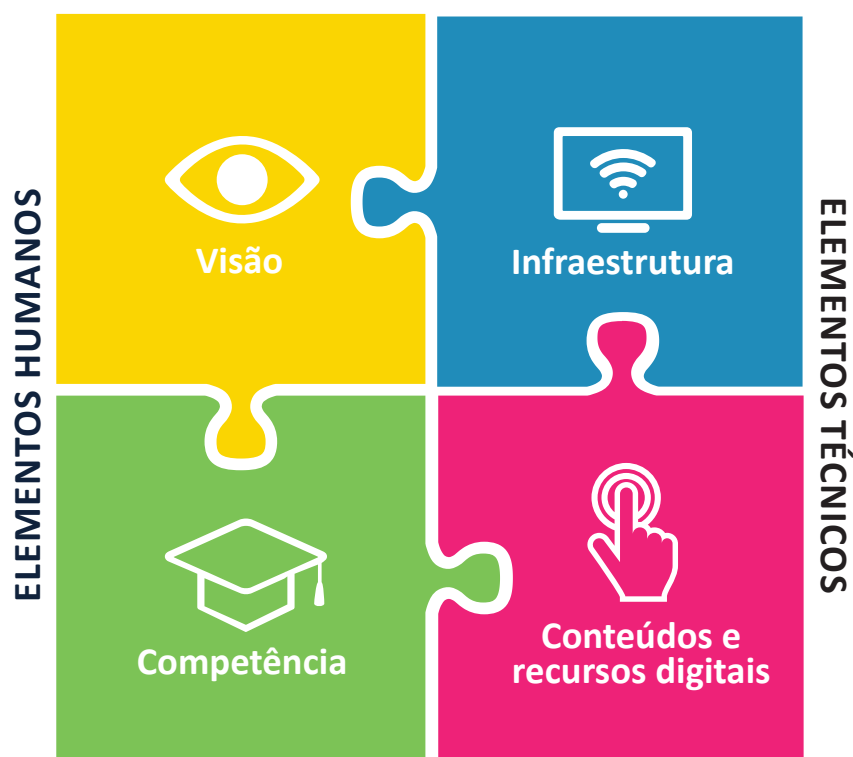 ELEMENTOS HUMANOS
Visão
Infraestrutura
Competência
Conteúdos e
recursos digitais
ELEMENTOS TÉCNICOS